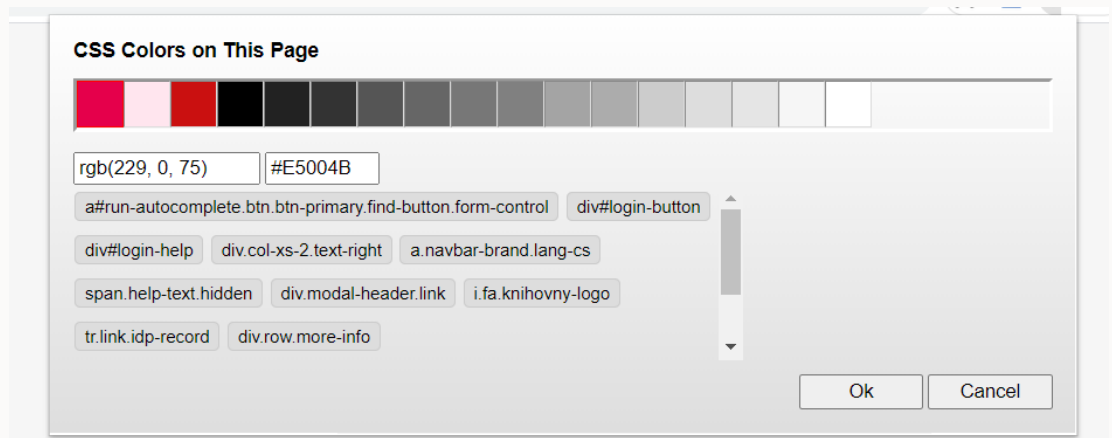 CSS Colors on This Page
rgb(229, 0, 75) #E5004B
a#run-autocomplete.btn.btn-primary.find-button.form-control div#login-button
div#login-help div.col-xs-2.text-right a.navbar-brand.lang-cs
span.help-text.hidden div.modal-header.link i.fa.knihovny-logo
tr.link.idp-record div.row.more-info
Ok Cancel